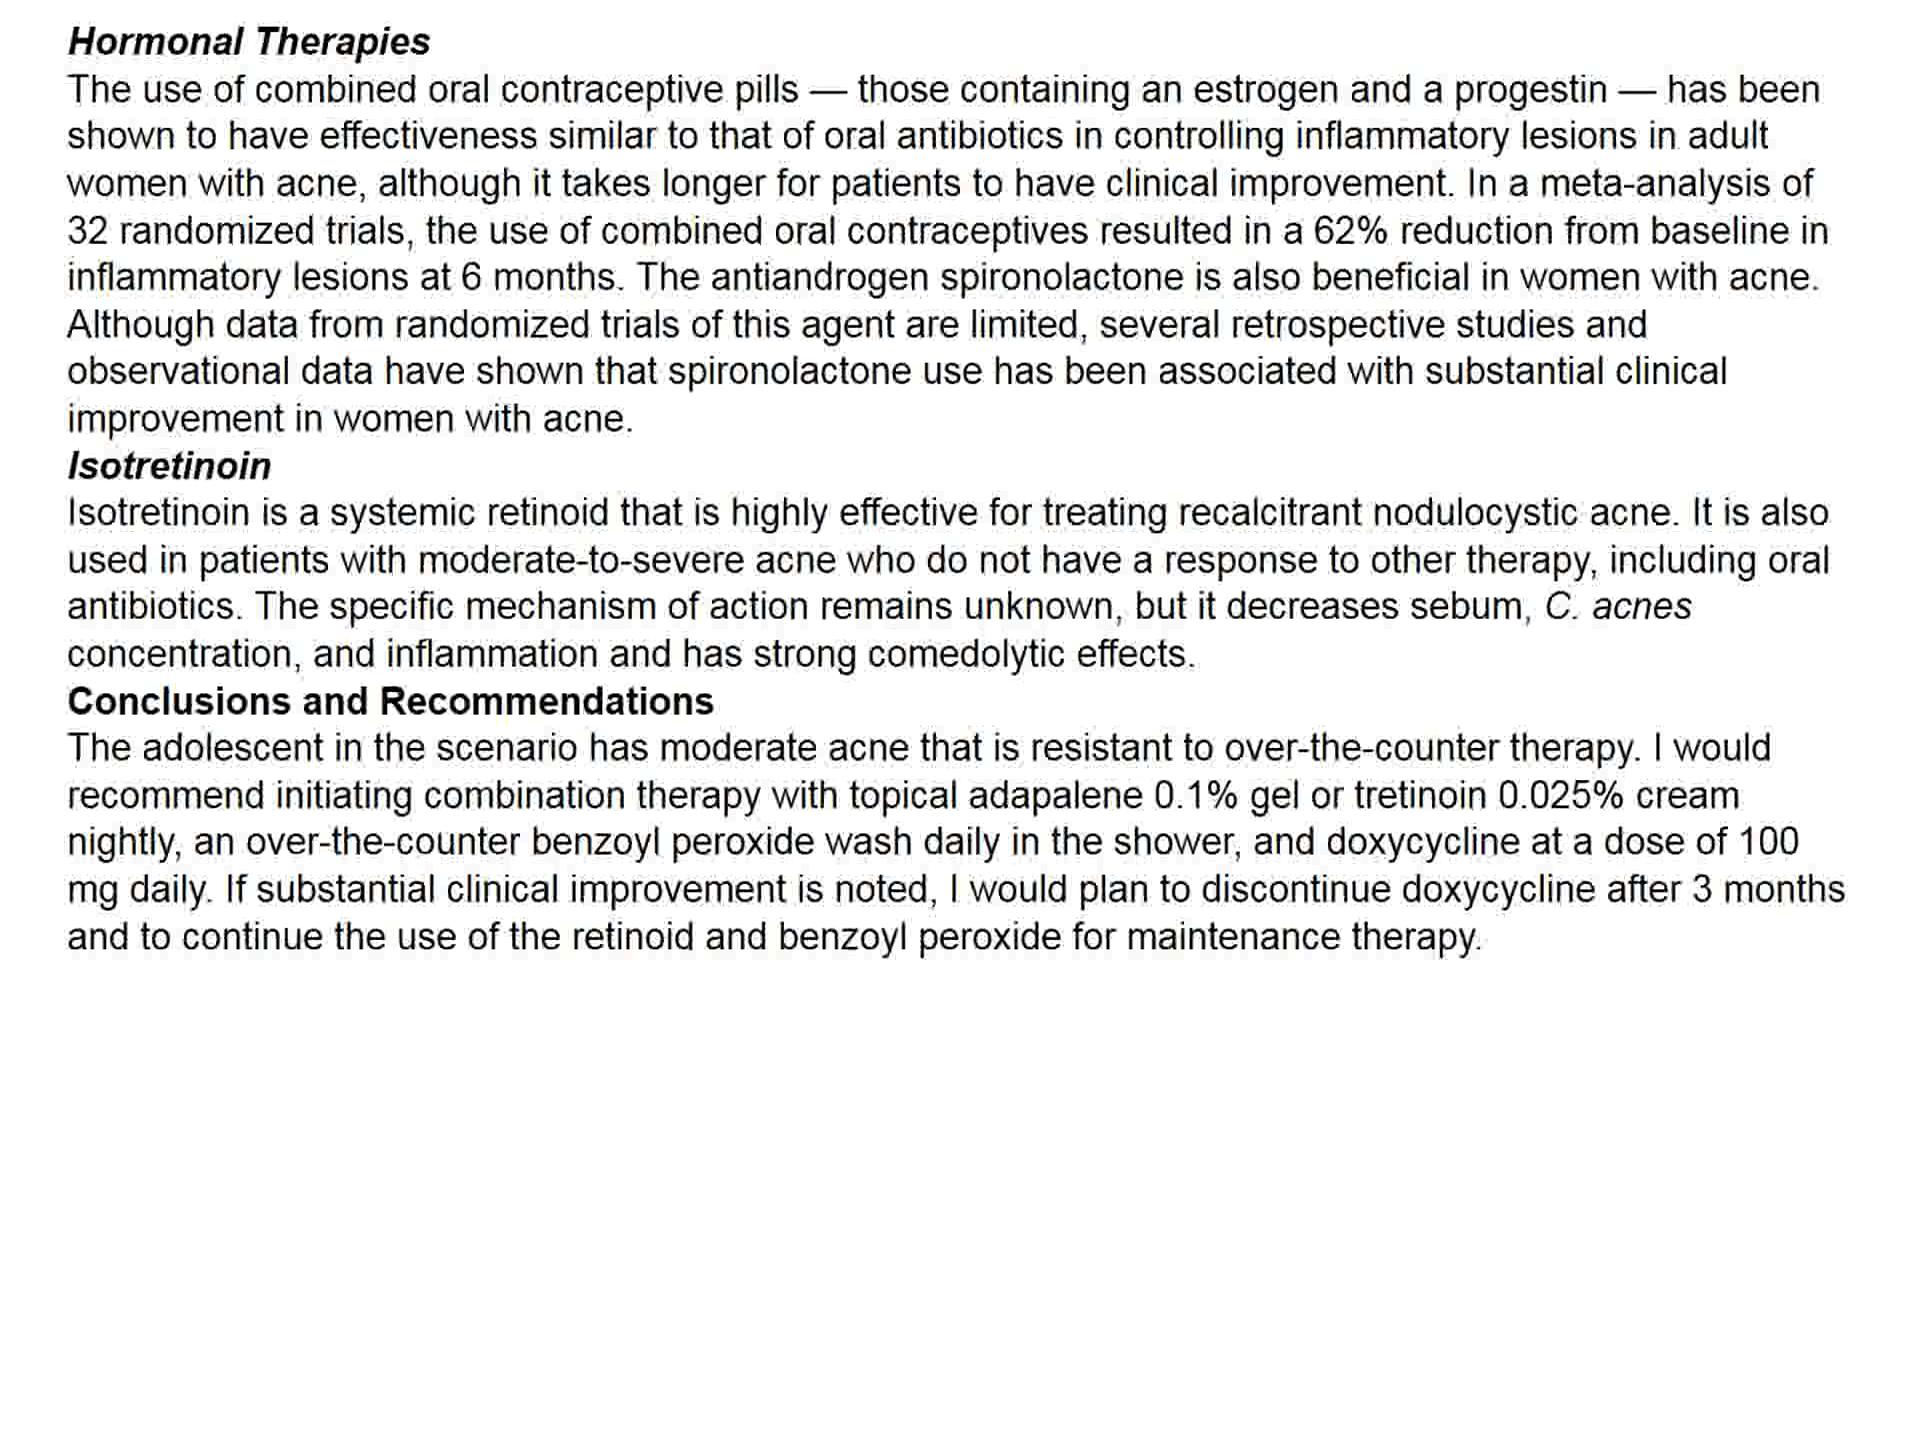 Hormonal Therapies
The use of combined oral contraceptive pills — those containing an estrogen and a progestin — has been
shown to have effectiveness similar to that of oral antibiotics in controlling inflammatory lesions in adult
women with acne, although it takes longer for patients to have clinical improvement. In a meta-analysis of
32 randomized trials, the use of combined oral contraceptives resulted in a 62% reduction from baseline in
inflammatory lesions at 6 months. The antiandrogen spironolactone is also beneficial in women with acne.
Although data from randomized trials of this agent are limited, several retrospective studies and
observational data have shown that spironolactone use has been associated with substantial clinical
improvement in women with acne.
Isotretinoin
Isotretinoin is a systemic retinoid that is highly effective for treating recalcitrant nodulocystic acne. It is also
used in patients with moderate-to-severe acne who do not have a response to other therapy, including oral
antibiotics. The specific mechanism of action remains unknown, but it decreases sebum, C. acnes
concentration, and inflammation and has strong comedolytic effects.
Conclusions and Recommendations
The adolescent in the scenario has moderate acne that is resistant to over-the-counter therapy. I would
recommend initiating combination therapy with topical adapalene 0.1% gel or tretinoin 0.025% cream
nightly, an over-the-counter benzoyl peroxide wash daily in the shower, and doxycycline at a dose of 100
mg daily. If substantial clinical improvement is noted, I would plan to discontinue doxycycline after 3 months
and to continue the use of the retinoid and benzoyl peroxide for maintenance therapy.